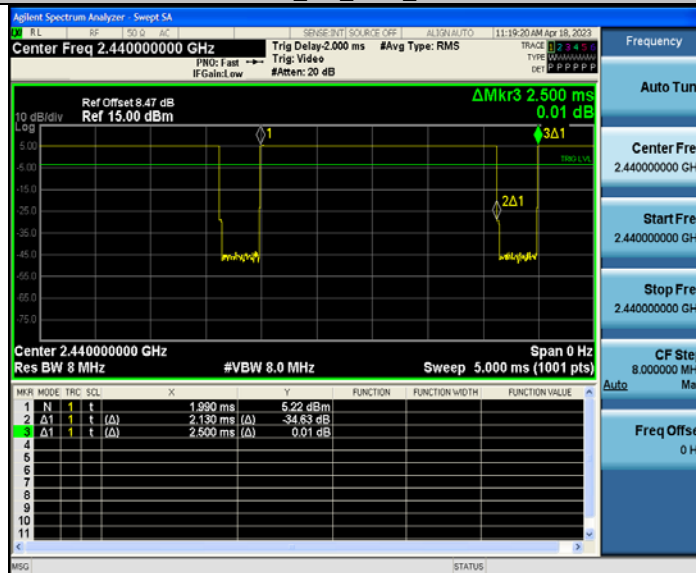 Agilent Spectrum Analyzer - Swept SA
RL RF 50 Ω AC SENSE:INT SOURCE OFF ALIGN AUTO 11:19:20 AM Apr 18, 2023
Center Freq 2.440000000 GHz
PNO: Fast
IFGain:Low
Trig Delay-2.000 ms
Trig: Video
#Atten: 20 dB
#Avg Type: RMS
TRACE 1 2 3 4 5 6
TYPE
DET P P P P P P
ΔMkr3 2.500 ms
0.01 dB
Ref Offset 8.47 dB
10 dB/div Ref 15.00 dBm
Log
1
3Δ1
5.00
TRIG LVL
-5.00
-15.0
2Δ1
-25.0
-35.0
-45.0
-55.0
-65.0
-75.0
Center 2.440000000 GHz Span 0 Hz
Res BW 8 MHz #VBW 8.0 MHz Sweep 5.000 ms (1001 pts)
MKR MODE TRC SCL X Y FUNCTION FUNCTION WIDTH FUNCTION VALUE
1 N 1 t 1.990 ms 5.22 dBm
2 Δ1 1 t (Δ) 2.130 ms (Δ) -34.63 dB
3 Δ1 1 t (Δ) 2.500 ms (Δ) 0.01 dB
4
5
6
7
8
9
10
11
MSG STATUS
Frequency
Auto Tun
Center Fre
2.440000000 GH
Start Fre
2.440000000 GH
Stop Fre
2.440000000 GH
CF Step
8.000000 MH
Auto Ma
Freq Offse
0 H